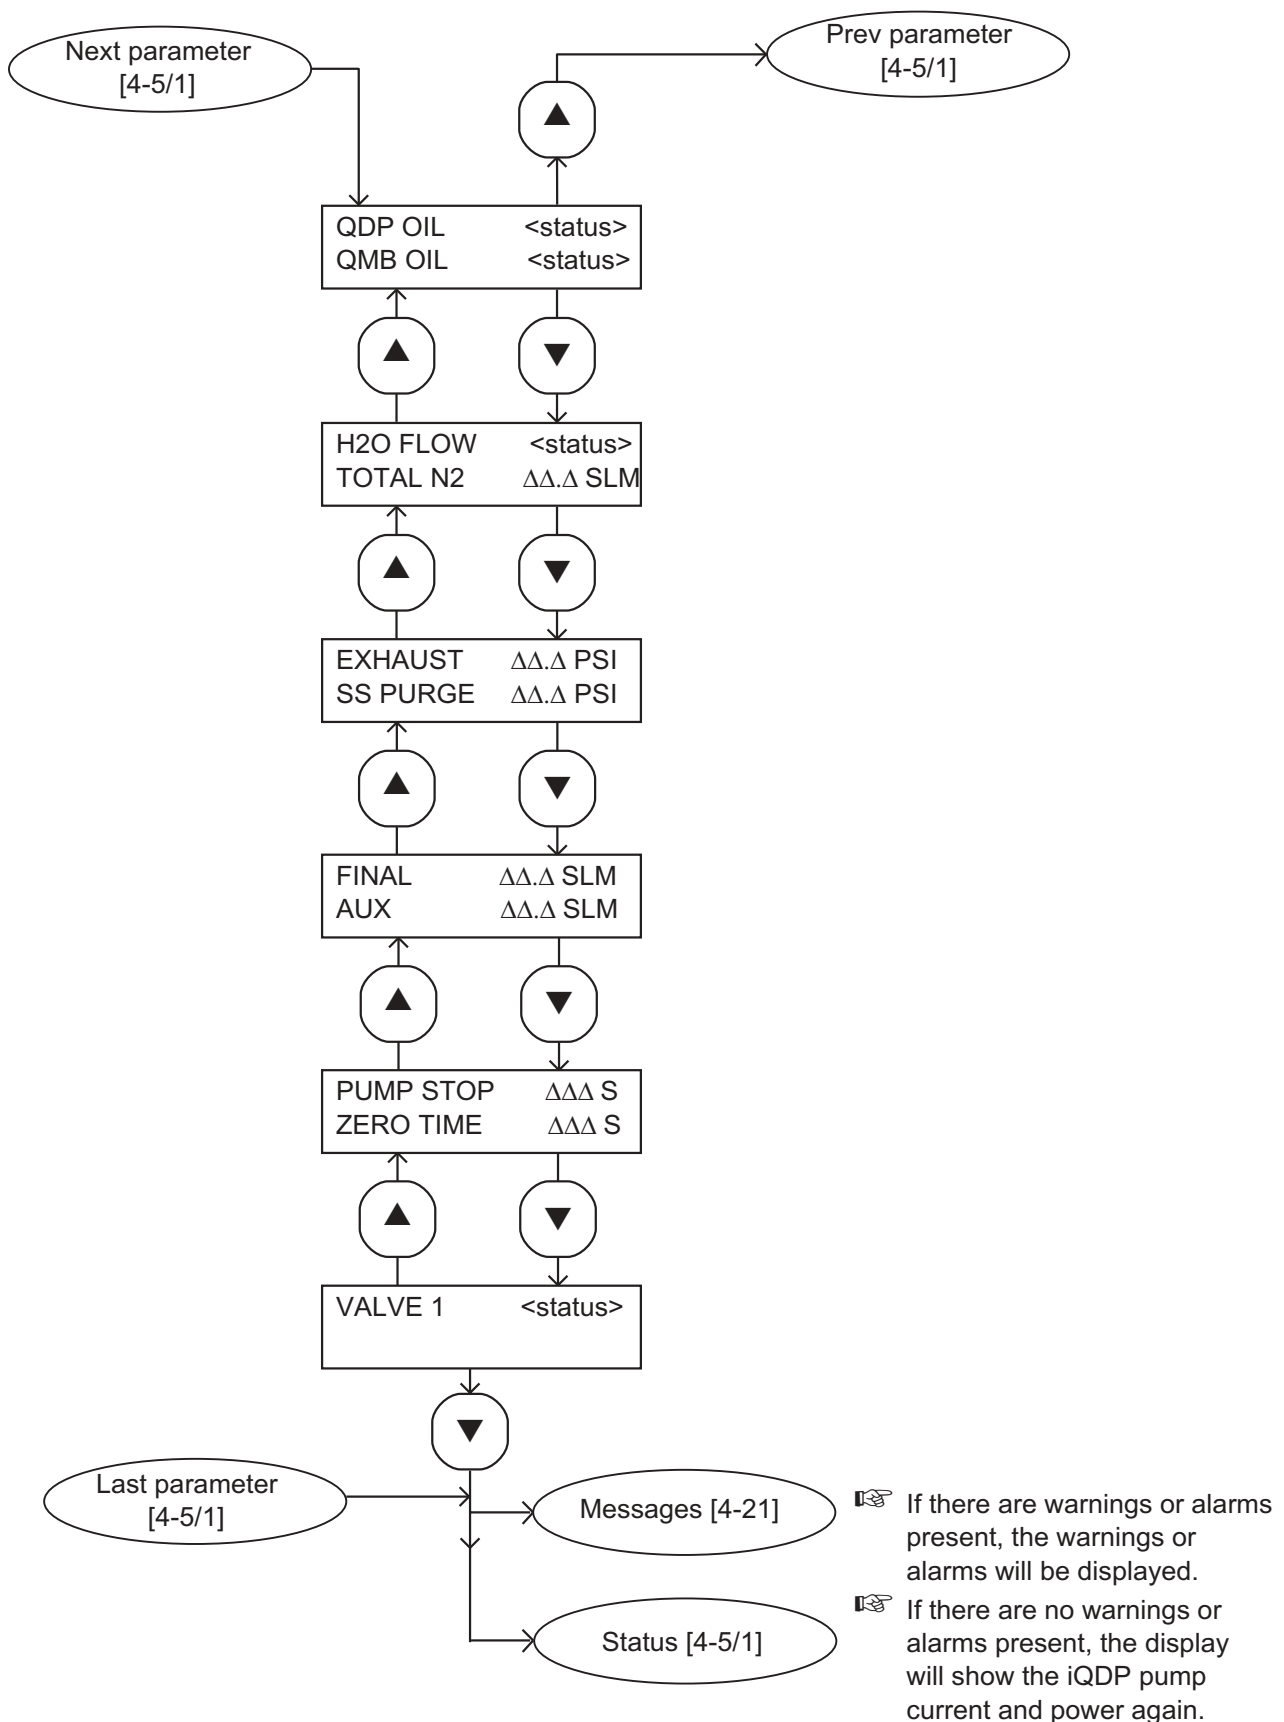 Next parameter
[4-5/1]
Prev parameter
[4-5/1]
▲
QDP OIL <status>
QMB OIL <status>
▲ ▼
H2O FLOW <status>
TOTAL N2 ΔΔ.Δ SLM
▲ ▼
EXHAUST ΔΔ.Δ PSI
SS PURGE ΔΔ.Δ PSI
▲ ▼
FINAL ΔΔ.Δ SLM
AUX ΔΔ.Δ SLM
▲ ▼
PUMP STOP ΔΔΔ S
ZERO TIME ΔΔΔ S
▲ ▼
VALVE 1 <status>
▼
Last parameter
[4-5/1]
Messages [4-21]
☞ If there are warnings or alarms
present, the warnings or
alarms will be displayed.
Status [4-5/1]
☞ If there are no warnings or
alarms present, the display
will show the iQDP pump
current and power again.